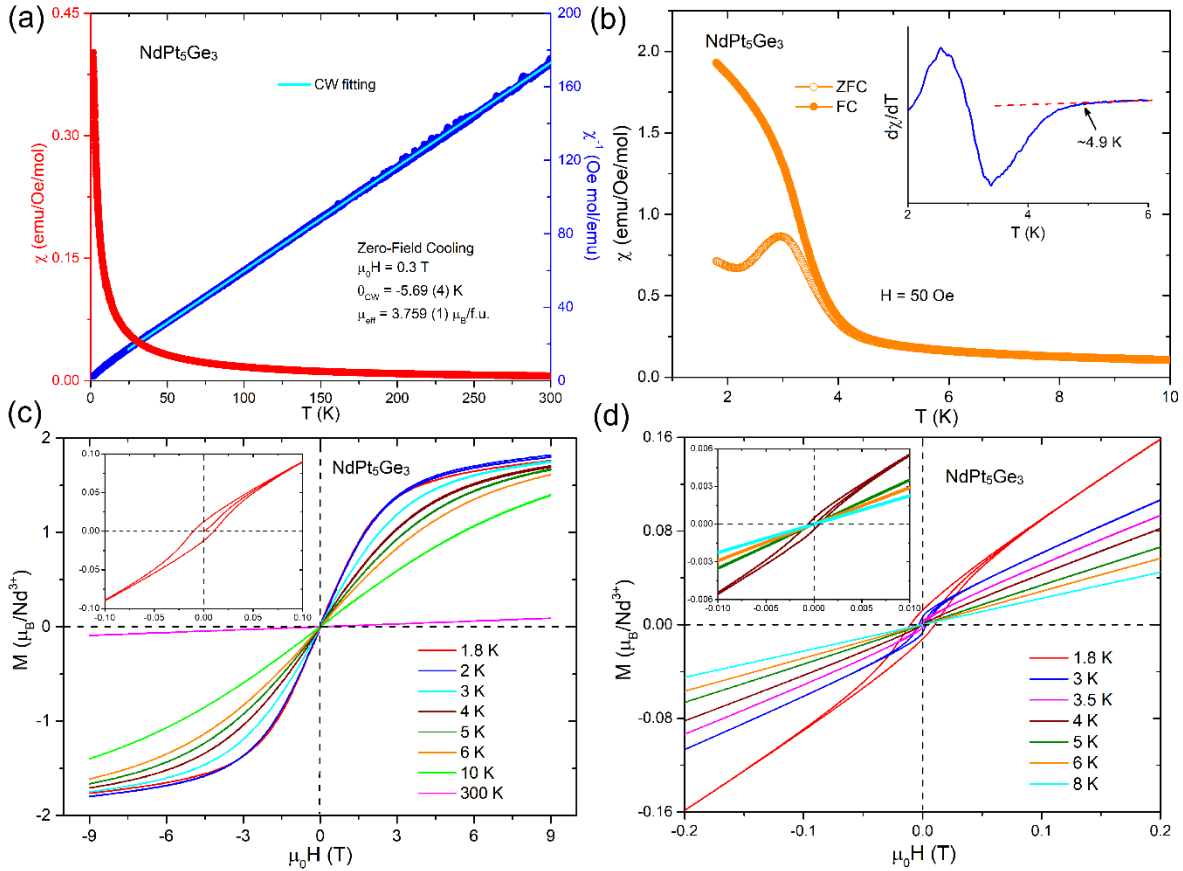 (a)
0.45
0.30
0.15
0.00
χ (emu/Oe/mol)
NdPt₅Ge₃
CW fitting
Zero-Field Cooling
μ₀H = 0.3 T
θ_CW = -5.69 (4) K
μ_eff = 3.759 (1) μ_B/f.u.
200
160
120
80
40
0
χ⁻¹ (Oe mol/emu)
0 50 100 150 200 250 300
T (K)
(b)
2.0
1.5
1.0
0.5
0.0
χ (emu/Oe/mol)
NdPt₅Ge₃
ZFC
FC
dχ/dT
~4.9 K
2 4 6
T (K)
H = 50 Oe
2 4 6 8 10
T (K)
(c)
2
1
0
-1
-2
M (μ_B/Nd³⁺)
0.10
0.05
0.00
-0.05
-0.10
-0.10 -0.05 0.00 0.05 0.10
NdPt₅Ge₃
1.8 K
2 K
3 K
4 K
5 K
6 K
10 K
300 K
-9 -6 -3 0 3 6 9
μ₀H (T)
(d)
0.16
0.08
0.00
-0.08
-0.16
M (μ_B/Nd³⁺)
0.006
0.003
0.000
-0.003
-0.006
-0.010 -0.005 0.000 0.005 0.010
NdPt₅Ge₃
1.8 K
3 K
3.5 K
4 K
5 K
6 K
8 K
-0.2 -0.1 0.0 0.1 0.2
μ₀H (T)